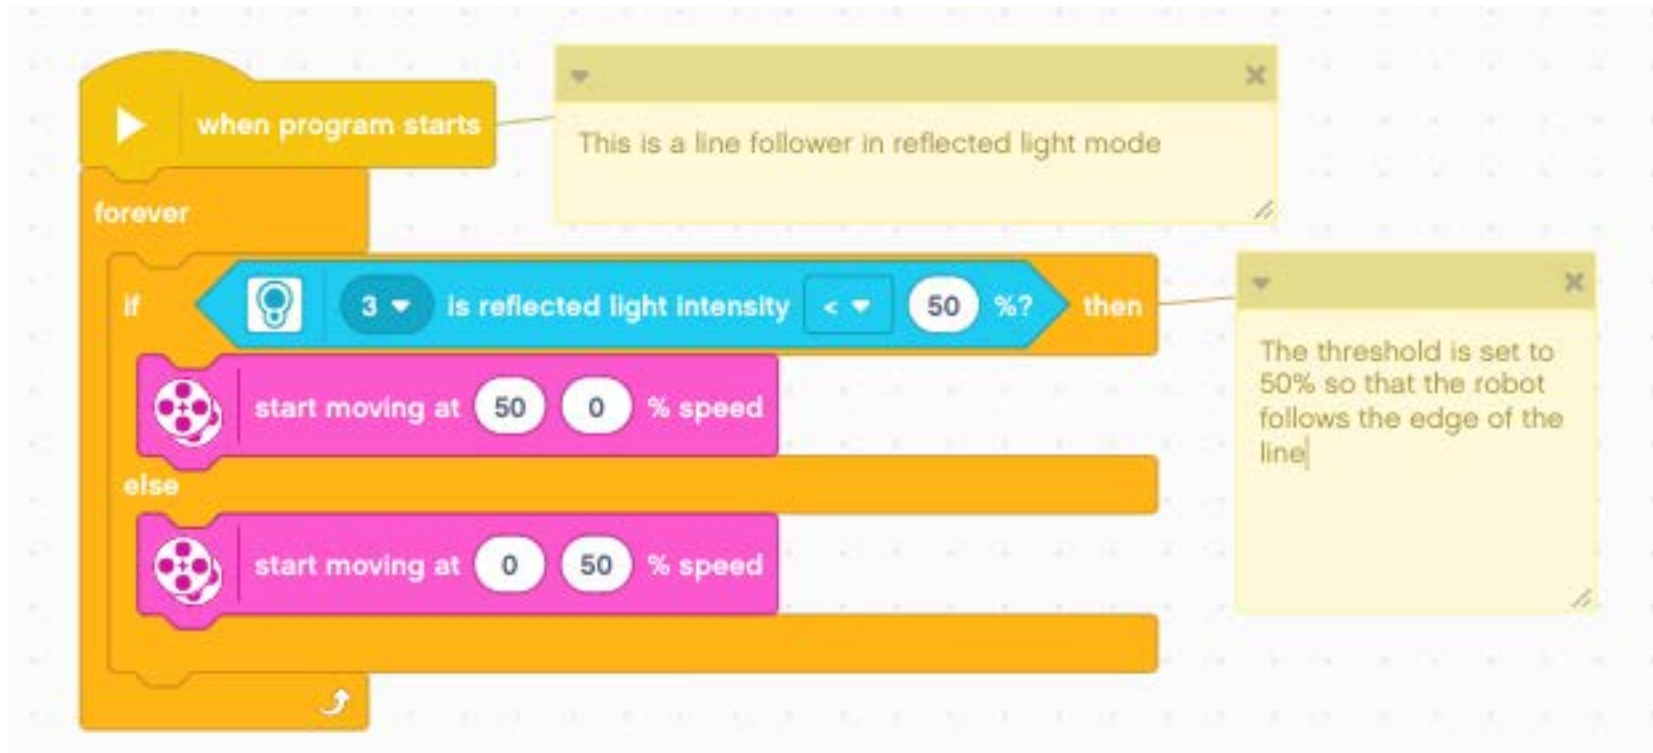 when program starts
This is a line follower in reflected light mode
forever
if 3 is reflected light intensity < 50 %? then
The threshold is set to
50% so that the robot
follows the edge of the
line
start moving at 50 0 % speed
else
start moving at 0 50 % speed